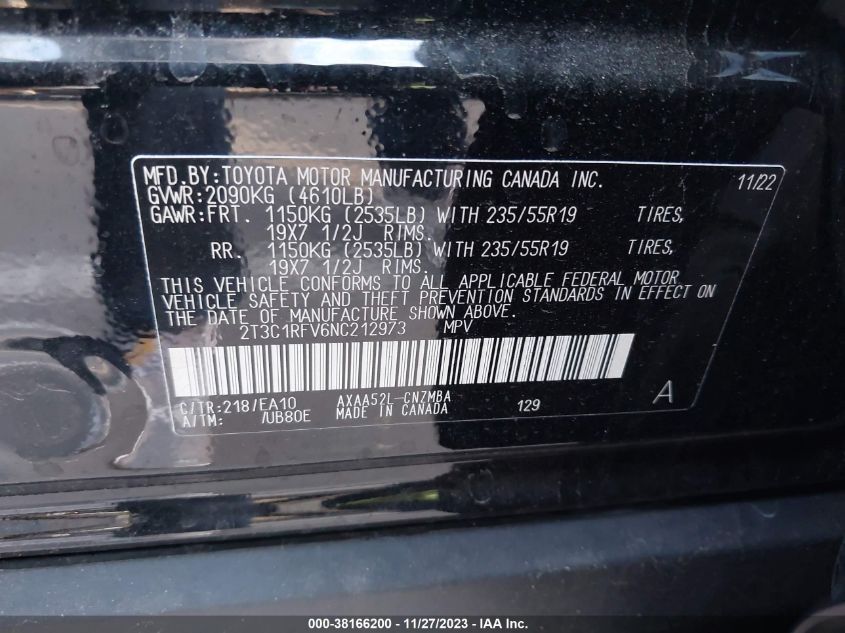 MFD.BY:TOYOTA MOTOR MANUFACTURING CANADA INC. 11/22
GVWR:2090KG (4610LB)
GAWR:FRT. 1150KG (2535LB) WITH 235/55R19 TIRES,
19X7 1/2J RIMS.
RR. 1150KG (2535LB) WITH 235/55R19 TIRES,
19X7 1/2J RIMS.
THIS VEHICLE CONFORMS TO ALL APPLICABLE FEDERAL MOTOR
VEHICLE SAFETY AND THEFT PREVENTION STANDARDS IN EFFECT ON
THE DATE OF MANUFACTURE SHOWN ABOVE.
2T3C1RFV6NC212973 MPV
C/TR:218/EA10 AXAA52L-CNZMBA
A/TM: /UB80E MADE IN CANADA 129 A
000-38166200 - 11/27/2023 - IAA Inc.